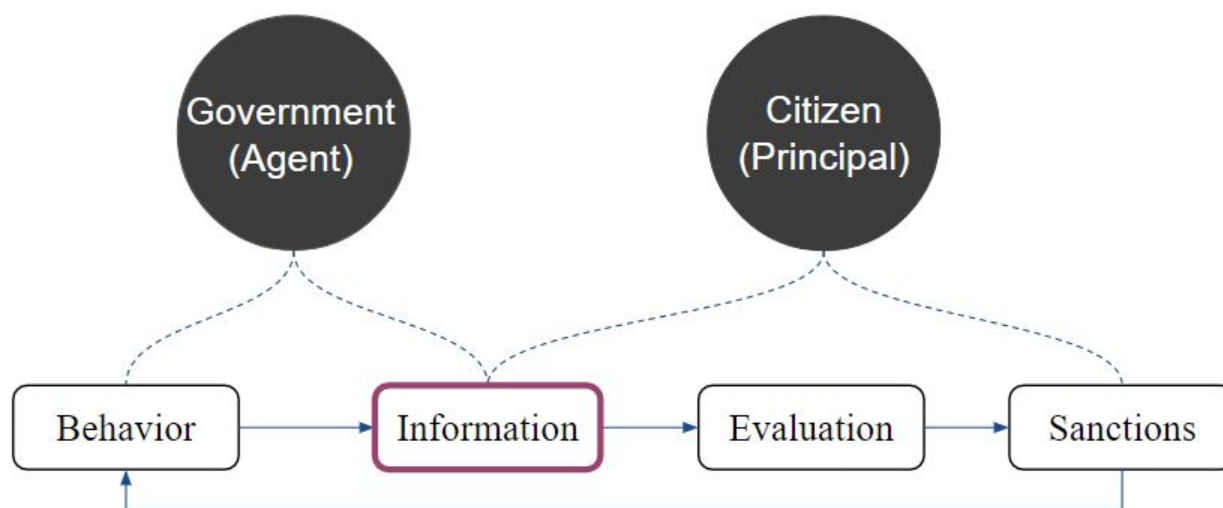 Government
(Agent)
Citizen
(Principal)
Behavior
Information
Evaluation
Sanctions